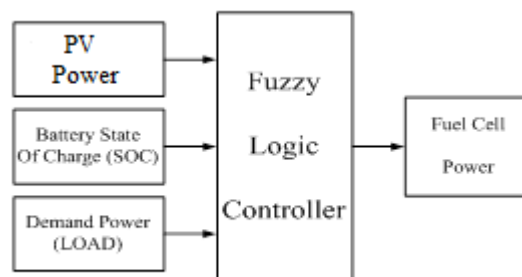 PV
Power
Battery State
Of Charge (SOC)
Demand Power
(LOAD)
Fuzzy
Logic
Controller
Fuel Cell
Power